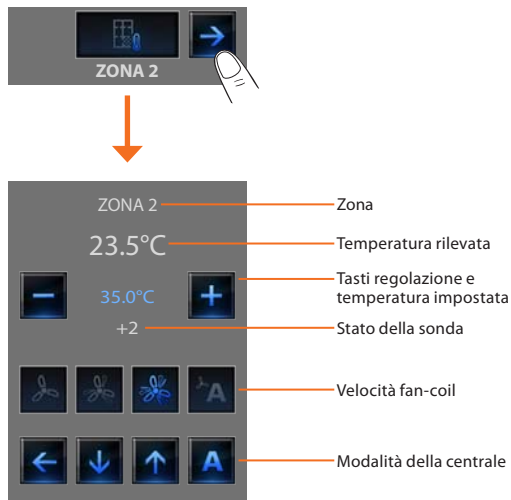 ZONA 2
ZONA 2
Zona
23.5°C
Temperatura rilevata
35.0°C
Tasti regolazione e
temperatura impostata
+2
Stato della sonda
A
Velocità fan-coil
A
Modalità della centrale